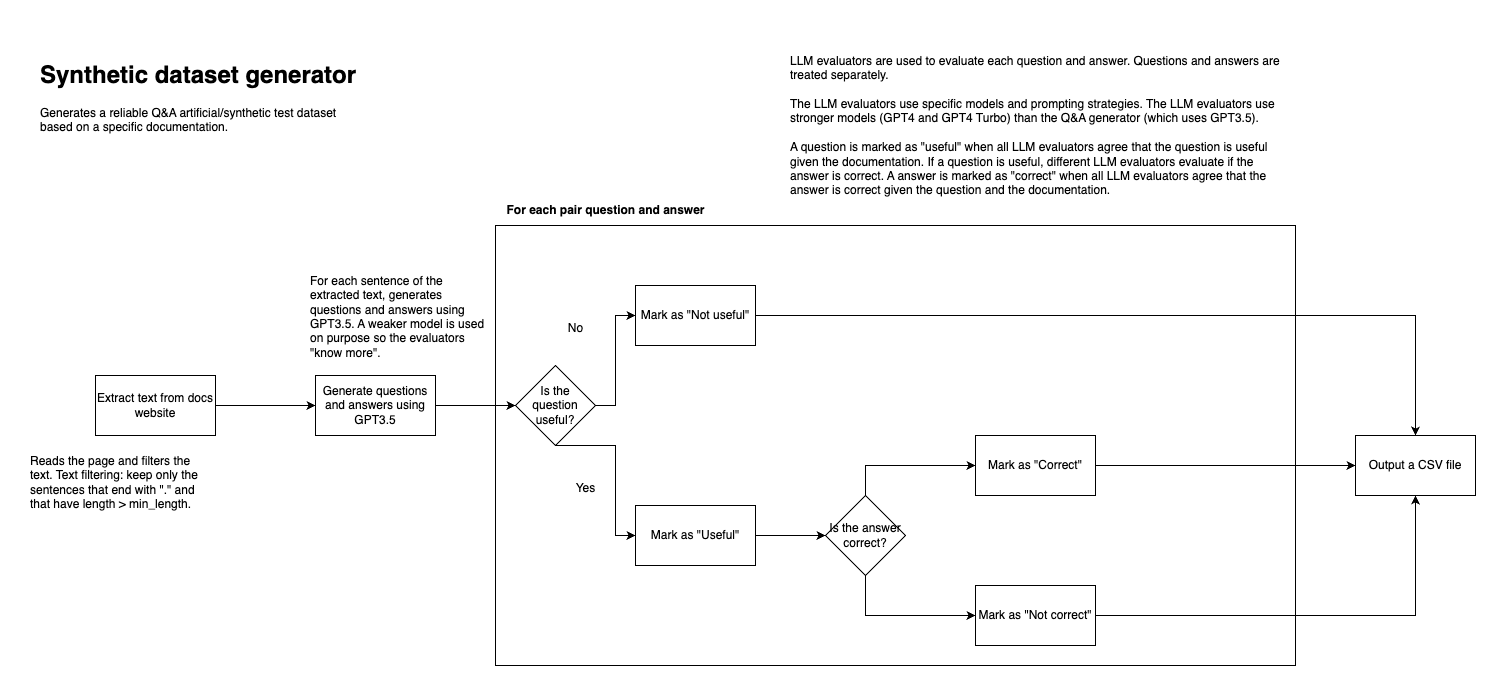 Synthetic dataset generator
Generates a reliable Q&A artificial/synthetic test dataset
based on a specific documentation.
LLM evaluators are used to evaluate each question and answer. Questions and answers are
treated separately.
The LLM evaluators use specific models and prompting strategies. The LLM evaluators use
stronger models (GPT4 and GPT4 Turbo) than the Q&A generator (which uses GPT3.5).
A question is marked as "useful" when all LLM evaluators agree that the question is useful
given the documentation. If a question is useful, different LLM evaluators evaluate if the
answer is correct. A answer is marked as "correct" when all LLM evaluators agree that the
answer is correct given the question and the documentation.
For each pair question and answer
For each sentence of the
extracted text, generates
questions and answers using
GPT3.5. A weaker model is used
on purpose so the evaluators
"know more".
Extract text from docs
website
Reads the page and filters the
text. Text filtering: keep only the
sentences that end with "." and
that have length > min_length.
Generate questions
and answers using
GPT3.5
Is the
question
useful?
No
Mark as "Not useful"
Yes
Mark as "Useful"
Is the answer
correct?
Mark as "Correct"
Mark as "Not correct"
Output a CSV file